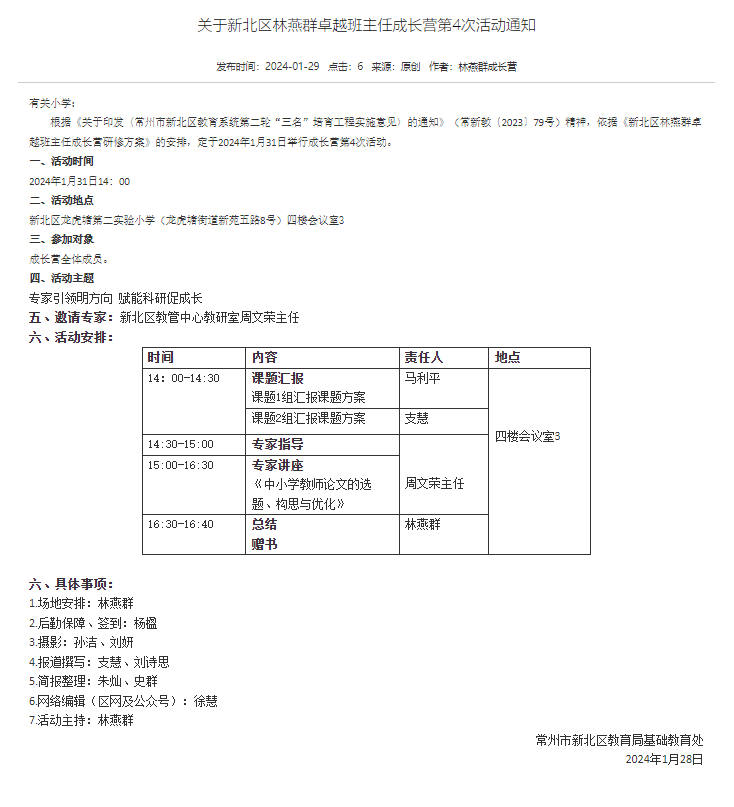 关于新北区林燕群卓越班主任成长营第4次活动通知
发布时间：2024-01-29 点击：6 来源：原创 作者：林燕群成长营
有关小学：
根据《关于印发〈常州市新北区教育系统第二轮“三名”培育工程实施意见〉的通知》（常新教〔2023〕79号）精神，依据《新北区林燕群卓
越班主任成长营研修方案》的安排，定于2024年1月31日举行成长营第4次活动。
一、活动时间
2024年1月31日14：00
二、活动地点
新北区龙虎塘第二实验小学（龙虎塘街道新苑五路8号）四楼会议室3
三、参加对象
成长营全体成员。
四、活动主题
专家引领明方向 赋能科研促成长
五、邀请专家：新北区教管中心教研室周文荣主任
六、活动安排：
时间 内容 责任人 地点
14：00-14:30 课题汇报 马利平
课题1组汇报课题方案
课题2组汇报课题方案 支慧
四楼会议室3
14:30-15:00 专家指导
15:00-16:30 专家讲座
《中小学教师论文的选 周文荣主任
题、构思与优化》
16:30-16:40 总结 林燕群
赠书
六、具体事项：
1.场地安排：林燕群
2.后勤保障、签到：杨楹
3.摄影：孙洁、刘妍
4.报道撰写：支慧、刘诗思
5.简报整理：朱灿、史群
6.网络编辑（区网及公众号）：徐慧
7.活动主持：林燕群
常州市新北区教育局基础教育处
2024年1月28日